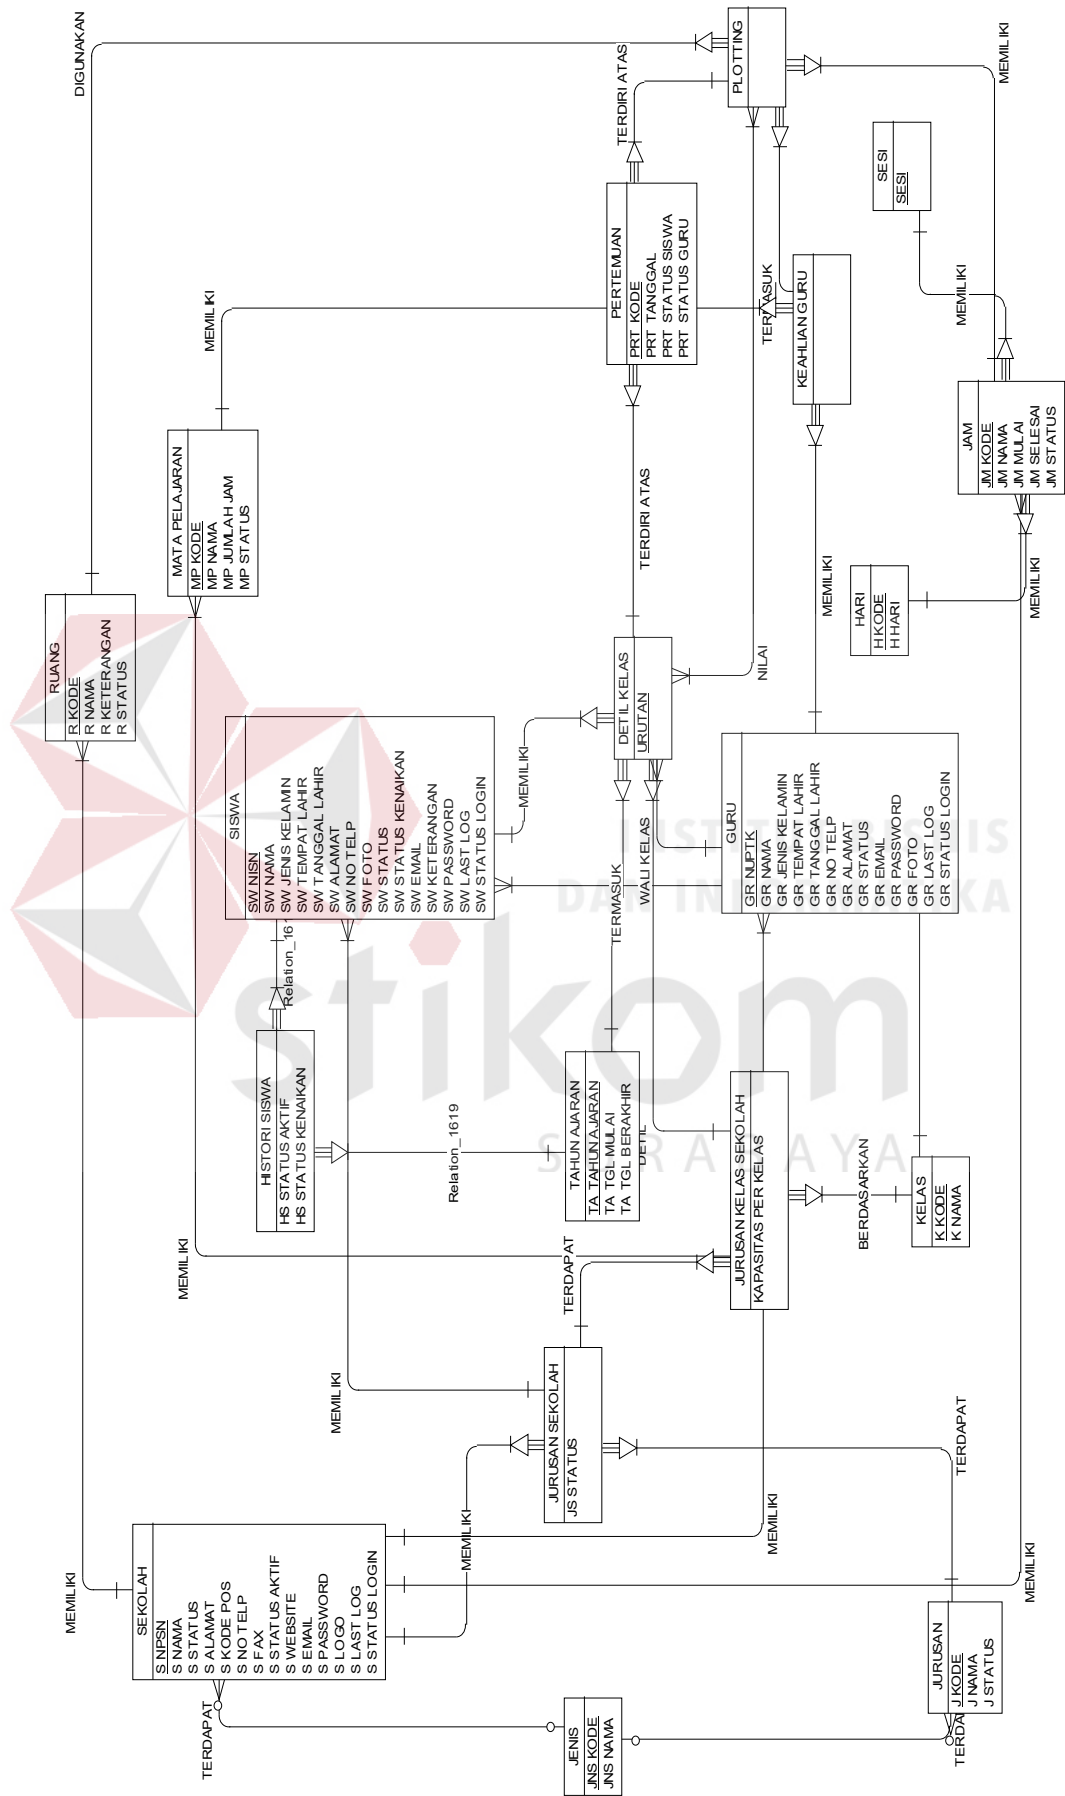 SEKOLAH
S NPSN
S NAMA
S STATUS
S ALAMAT
S KODE POS
S NO TELP
S FAX
S STATUS AKTIF
S WEBSITE
S EMAIL
S PASSWORD
S LOGO
S LAST LOG
S STATUS LOGIN
JENIS
JNS KODE
JNS NAMA
JURUSAN
J KODE
J NAMA
J STATUS
JURUSAN SEKOLAH
JS STATUS
HISTORI SISWA
HS STATUS AKTIF
HS STATUS KENAIKAN
TAHUN AJARAN
TA TAHUN AJARAN
TA TGL MULAI
TA TGL BERAKHIR
JURUSAN KELAS SEKOLAH
KAPASITAS PER KELAS
KELAS
K KODE
K NAMA
SISWA
SW NISN
SW NAMA
SW JENIS KELAMIN
SW TEMPAT LAHIR
SW TANGGAL LAHIR
SW ALAMAT
SW NO TELP
SW FOTO
SW STATUS
SW STATUS KENAIKAN
SW EMAIL
SW KETERANGAN
SW PASSWORD
SW LAST LOG
SW STATUS LOGIN
DETIL KELAS
URUTAN
GURU
GR NUPTK
GR NAMA
GR JENIS KELAMIN
GR TEMPAT LAHIR
GR TANGGAL LAHIR
GR NO TELP
GR ALAMAT
GR STATUS
GR EMAIL
GR PASSWORD
GR FOTO
GR LAST LOG
GR STATUS LOGIN
RUANG
R KODE
R NAMA
R KETERANGAN
R STATUS
MATA PELAJARAN
MP KODE
MP NAMA
MP JUMLAH JAM
MP STATUS
HARI
H KODE
H HARI
PERTEMUAN
PRT KODE
PRT TANGGAL
PRT STATUS SISWA
PRT STATUS GURU
KEAHLIAN GURU
JAM
JM KODE
JM NAMA
JM MULAI
JM SELESAI
JM STATUS
SESI
SESI
PLOTTING
TERDAPAT
MEMILIKI
MEMILIKI
MEMILIKI
MEMILIKI
MEMILIKI
MEMILIKI
TERDAPAT
TERDAPAT
BERDASARKAN
DETIL
Relation_1619
TERMASUK
WALI KELAS
MEMILIKI
NILAI
TERDIRI ATAS
MEMILIKI
MEMILIKI
MEMILIKI
MEMILIKI
MEMILIKI
TERDIRI ATAS
DIGUNAKAN
stikom
SURABAYA